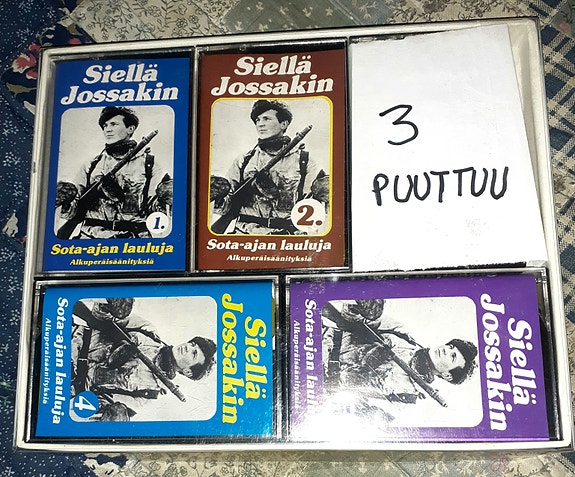 Siellä
Jossakin
1.
Sota-ajan lauluja
Alkuperäisäänityksiä
Siellä
Jossakin
2.
Sota-ajan lauluja
Alkuperäisäänityksiä
3
PUUTTUU
Siellä
Jossakin
4
Sota-ajan lauluja
Alkuperäisäänityksiä
Siellä
Jossakin
Sota-ajan lauluja
Alkuperäisäänityksiä